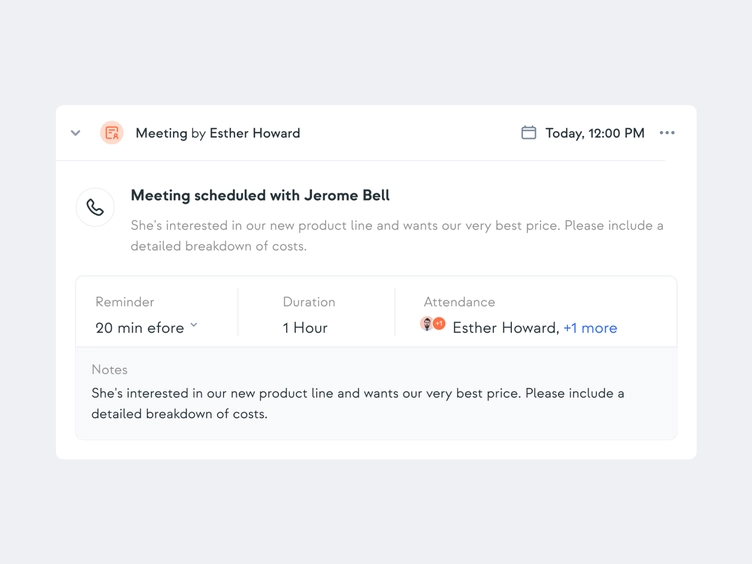 Meeting by Esther Howard
Today, 12:00 PM
Meeting scheduled with Jerome Bell
She's interested in our new product line and wants our very best price. Please include a
detailed breakdown of costs.
Reminder
20 min efore
Duration
1 Hour
Attendance
+1
Esther Howard, +1 more
Notes
She's interested in our new product line and wants our very best price. Please include a
detailed breakdown of costs.